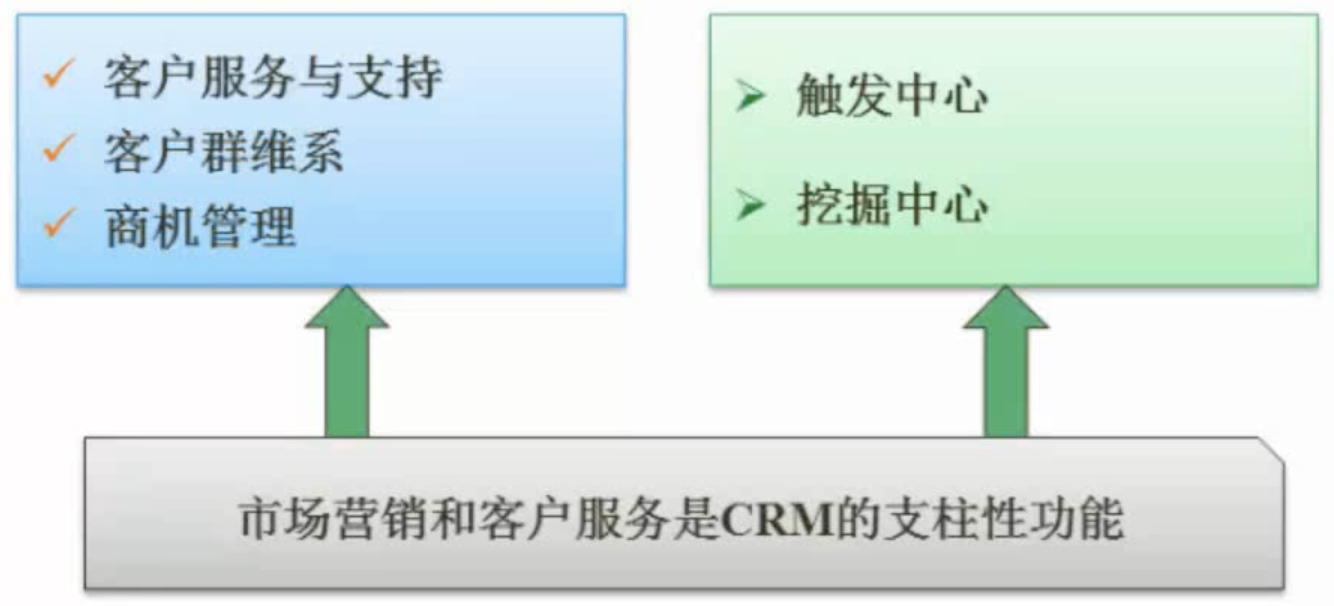 客户服务与支持
客户群维系
商机管理
触发中心
挖掘中心
市场营销和客户服务是CRM的支柱性功能